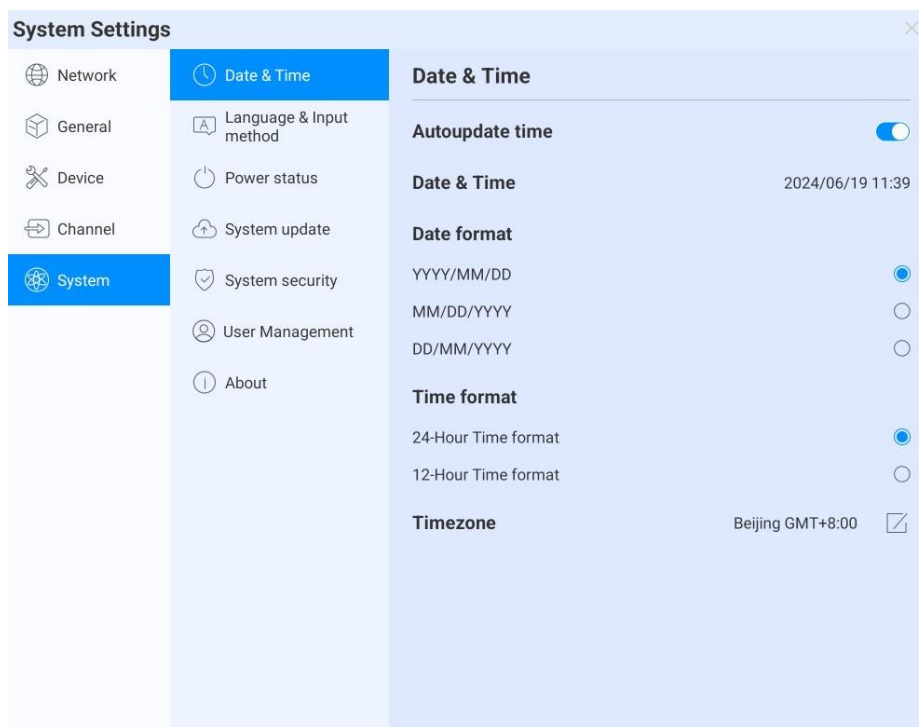 System Settings
Network
General
Device
Channel
System
Date & Time
Language & Input
method
Power status
System update
System security
User Management
About
Date & Time
Autoupdate time
Date & Time 2024/06/19 11:39
Date format
YYYY/MM/DD
MM/DD/YYYY
DD/MM/YYYY
Time format
24-Hour Time format
12-Hour Time format
Timezone Beijing GMT+8:00